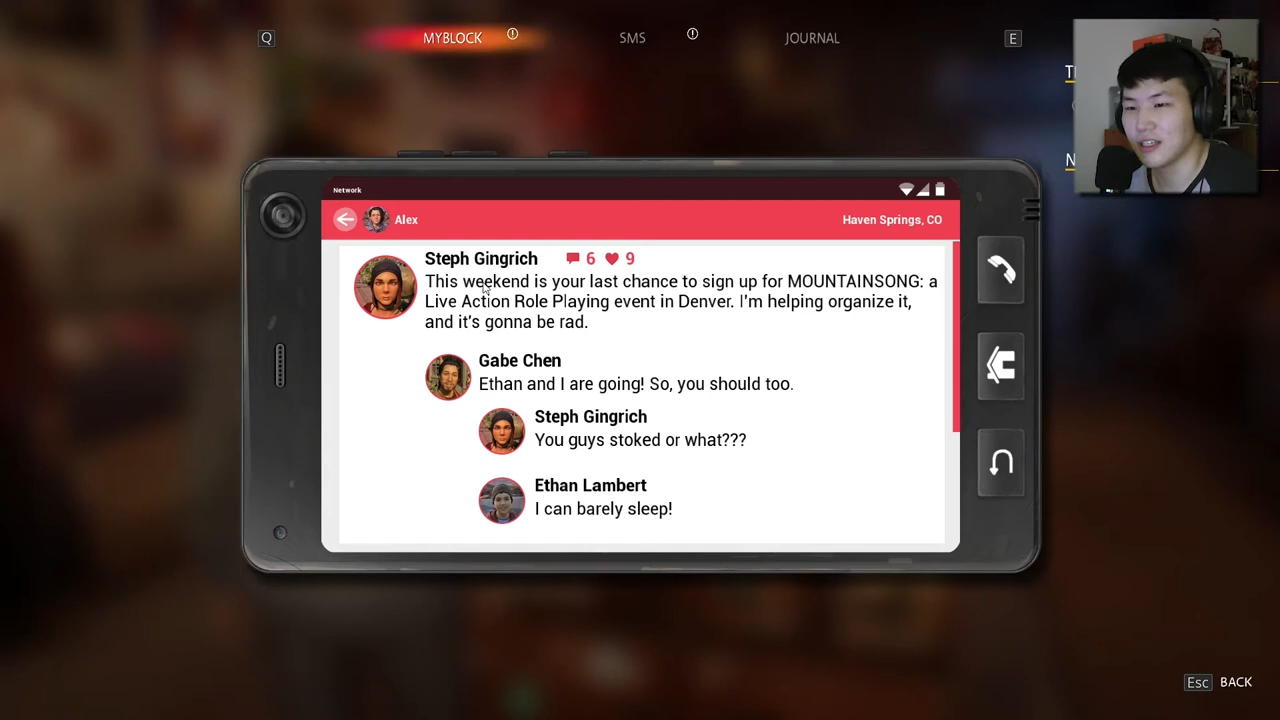 Q
MYBLOCK
SMS
JOURNAL
E
T
N
Network
Alex
Haven Springs, CO
Steph Gingrich 6 9
This weekend is your last chance to sign up for MOUNTAINSONG: a
Live Action Role Playing event in Denver. I'm helping organize it,
and it's gonna be rad.
Gabe Chen
Ethan and I are going! So, you should too.
Steph Gingrich
You guys stoked or what???
Ethan Lambert
I can barely sleep!
Esc BACK